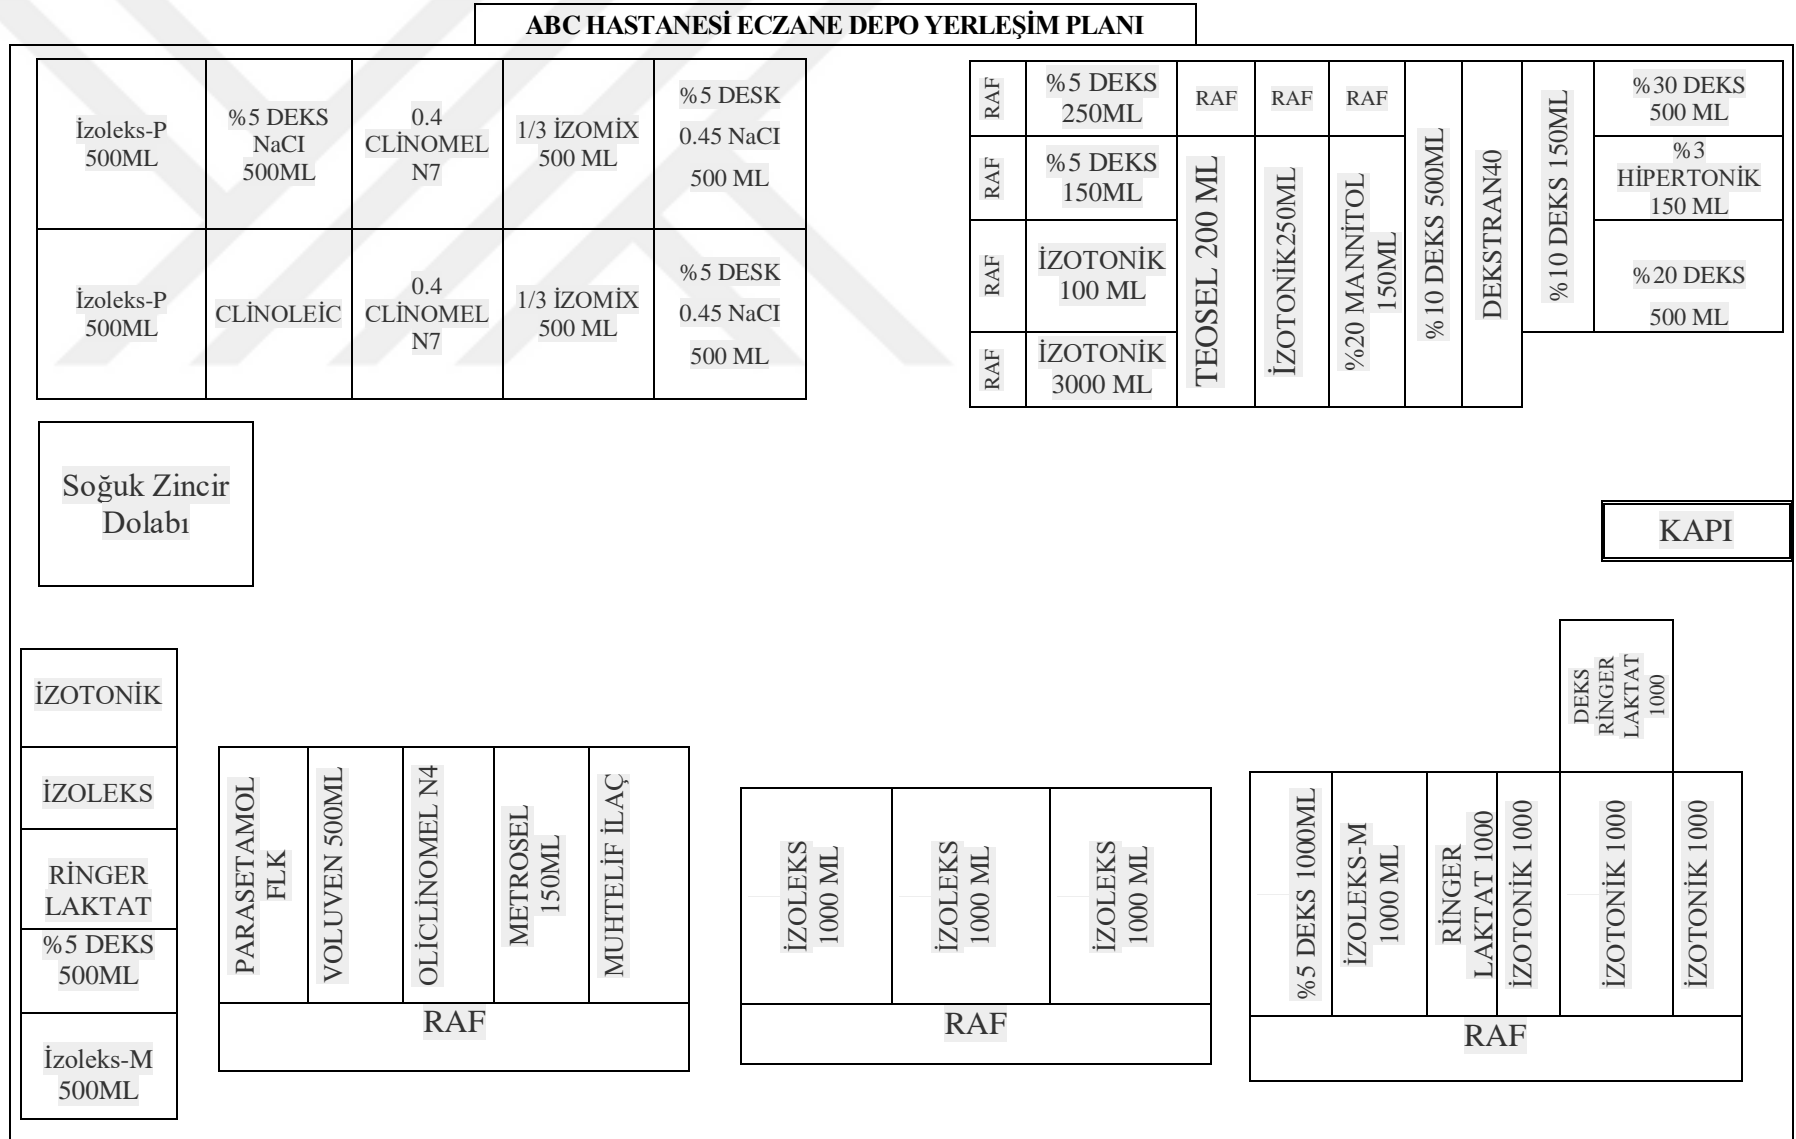 ABC HASTANESİ ECZANE DEPO YERLEŞİM PLANI
İzoleks-P
500ML
%5 DEKS
NaCI
500ML
0.4
CLİNOMEL
N7
1/3 İZOMİX
500 ML
%5 DESK
0.45 NaCI
500 ML
İzoleks-P
500ML
CLİNOLEİC
0.4
CLİNOMEL
N7
1/3 İZOMİX
500 ML
%5 DESK
0.45 NaCI
500 ML
RAF
%5 DEKS
250ML
RAF
RAF
RAF
RAF
%5 DEKS
150ML
RAF
İZOTONİK
100 ML
RAF
İZOTONİK
3000 ML
TEOSEL 200 ML
İZOTONİK250ML
%20 MANNİTOL
150ML
%10 DEKS 500ML
DEKSTRAN40
%10 DEKS 150ML
%30 DEKS
500 ML
%3
HİPERTONİK
150 ML
%20 DEKS
500 ML
Soğuk Zincir
Dolabı
KAPI
İZOTONİK
İZOLEKS
RİNGER
LAKTAT
%5 DEKS
500ML
İzoleks-M
500ML
PARASETAMOL
FLK
VOLUVEN 500ML
OLİCLİNOMEL N4
METROSEL
150ML
MUHTELİF İLAÇ
RAF
İZOLEKS
1000 ML
İZOLEKS
1000 ML
İZOLEKS
1000 ML
RAF
DEKS
RİNGER
LAKTAT
1000
%5 DEKS 1000ML
İZOLEKS-M
1000 ML
RİNGER
LAKTAT 1000
İZOTONİK 1000
İZOTONİK 1000
İZOTONİK 1000
RAF